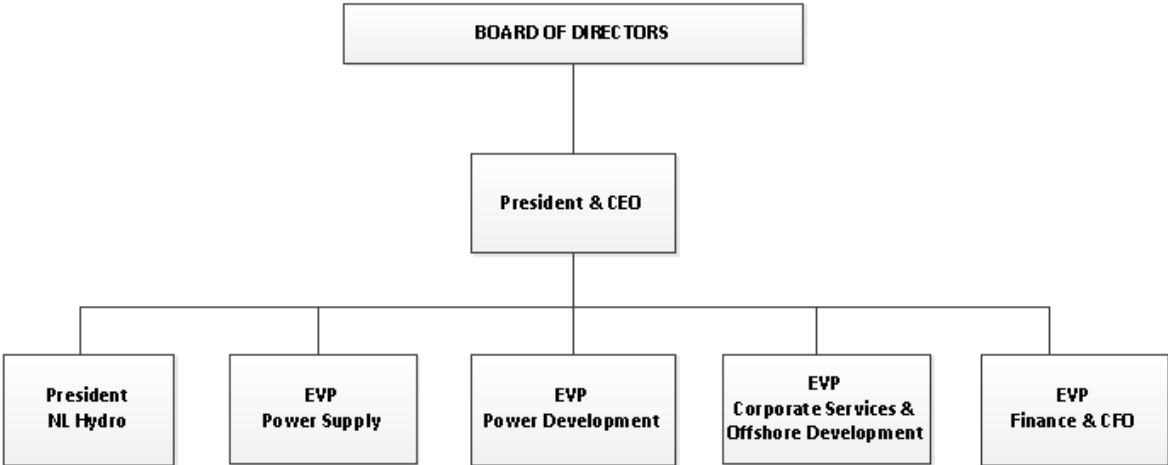 BOARD OF DIRECTORS
President & CEO
President
NL Hydro
EVP
Power Supply
EVP
Power Development
EVP
Corporate Services &
Offshore Development
EVP
Finance & CFO